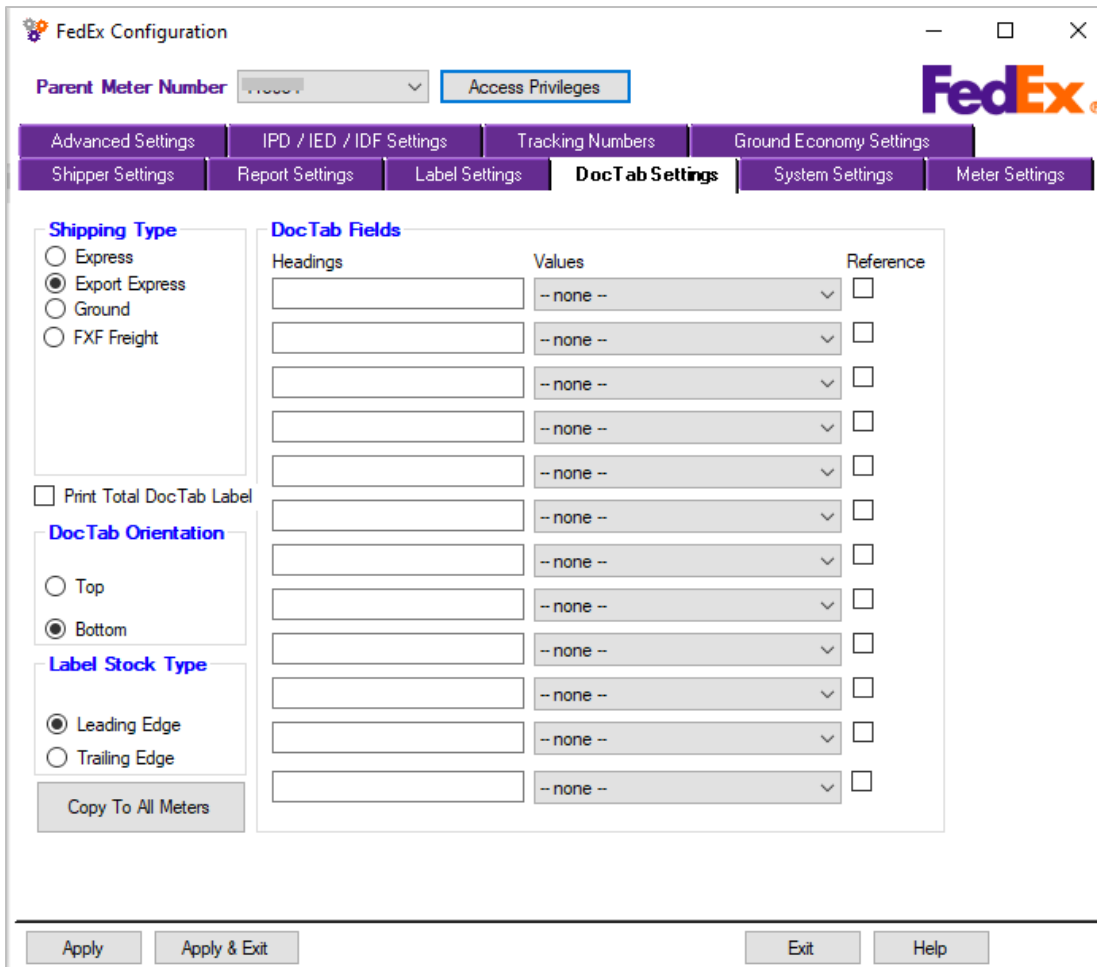 FedEx Configuration
Parent Meter Number
Access Privileges
FedEx®
Advanced Settings IPD / IED / IDF Settings Tracking Numbers Ground Economy Settings
Shipper Settings Report Settings Label Settings DocTab Settings System Settings Meter Settings
Shipping Type
Express
Export Express
Ground
FXF Freight
Print Total DocTab Label
DocTab Orientation
Top
Bottom
Label Stock Type
Leading Edge
Trailing Edge
Copy To All Meters
DocTab Fields
Headings Values Reference
-- none --
-- none --
-- none --
-- none --
-- none --
-- none --
-- none --
-- none --
-- none --
-- none --
-- none --
-- none --
Apply Apply & Exit Exit Help